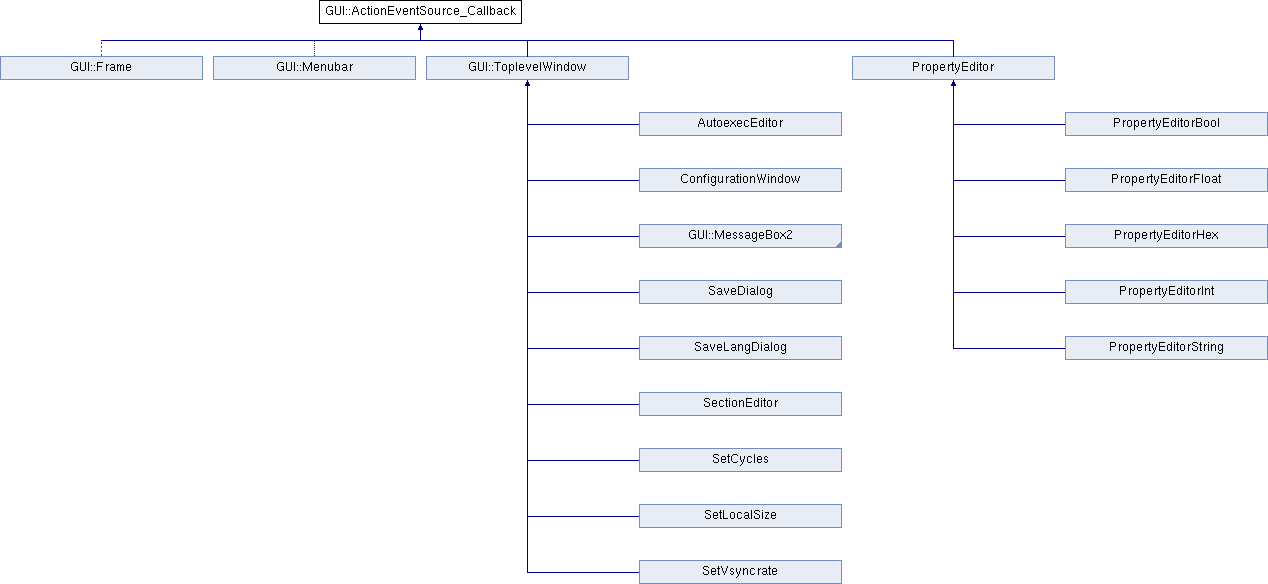 GUI::ActionEventSource_Callback
GUI::Frame
GUI::Menubar
GUI::ToplevelWindow
PropertyEditor
AutoexecEditor
PropertyEditorBool
ConfigurationWindow
PropertyEditorFloat
GUI::MessageBox2
PropertyEditorHex
SaveDialog
PropertyEditorInt
SaveLangDialog
PropertyEditorString
SectionEditor
SetCycles
SetLocalSize
SetVsyncrate